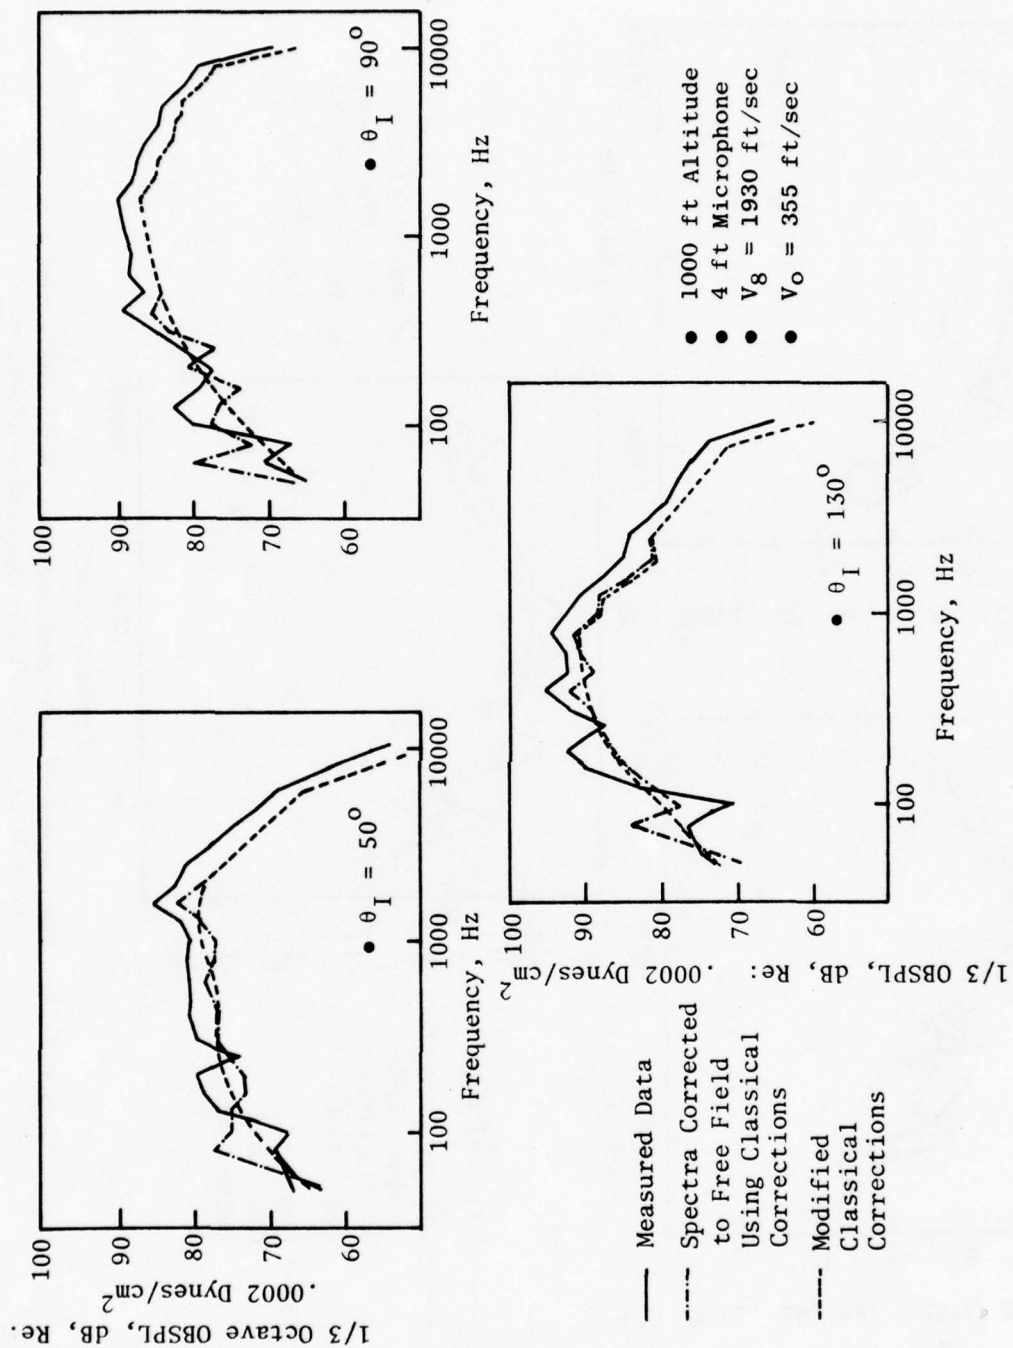 1/3 Octave OBSPL, dB, Re.
.0002 Dynes/cm2
100
90
80
70
60
100
1000
10000
Frequency, Hz
● θI = 50°
100
90
80
70
60
100
1000
10000
Frequency, Hz
● θI = 90°
1/3 OBSPL, dB, Re:
.0002 Dynes/cm2
100
90
80
70
60
100
1000
10000
Frequency, Hz
● θI = 130°
Measured Data
Spectra Corrected
to Free Field
Using Classical
Corrections
Modified
Classical
Corrections
● 1000 ft Altitude
● 4 ft Microphone
● V8 = 1930 ft/sec
● Vo = 355 ft/sec